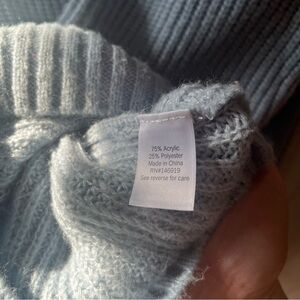 75% Acrylic
25% Polyester
Made in China
RN#146919
See reverse for care